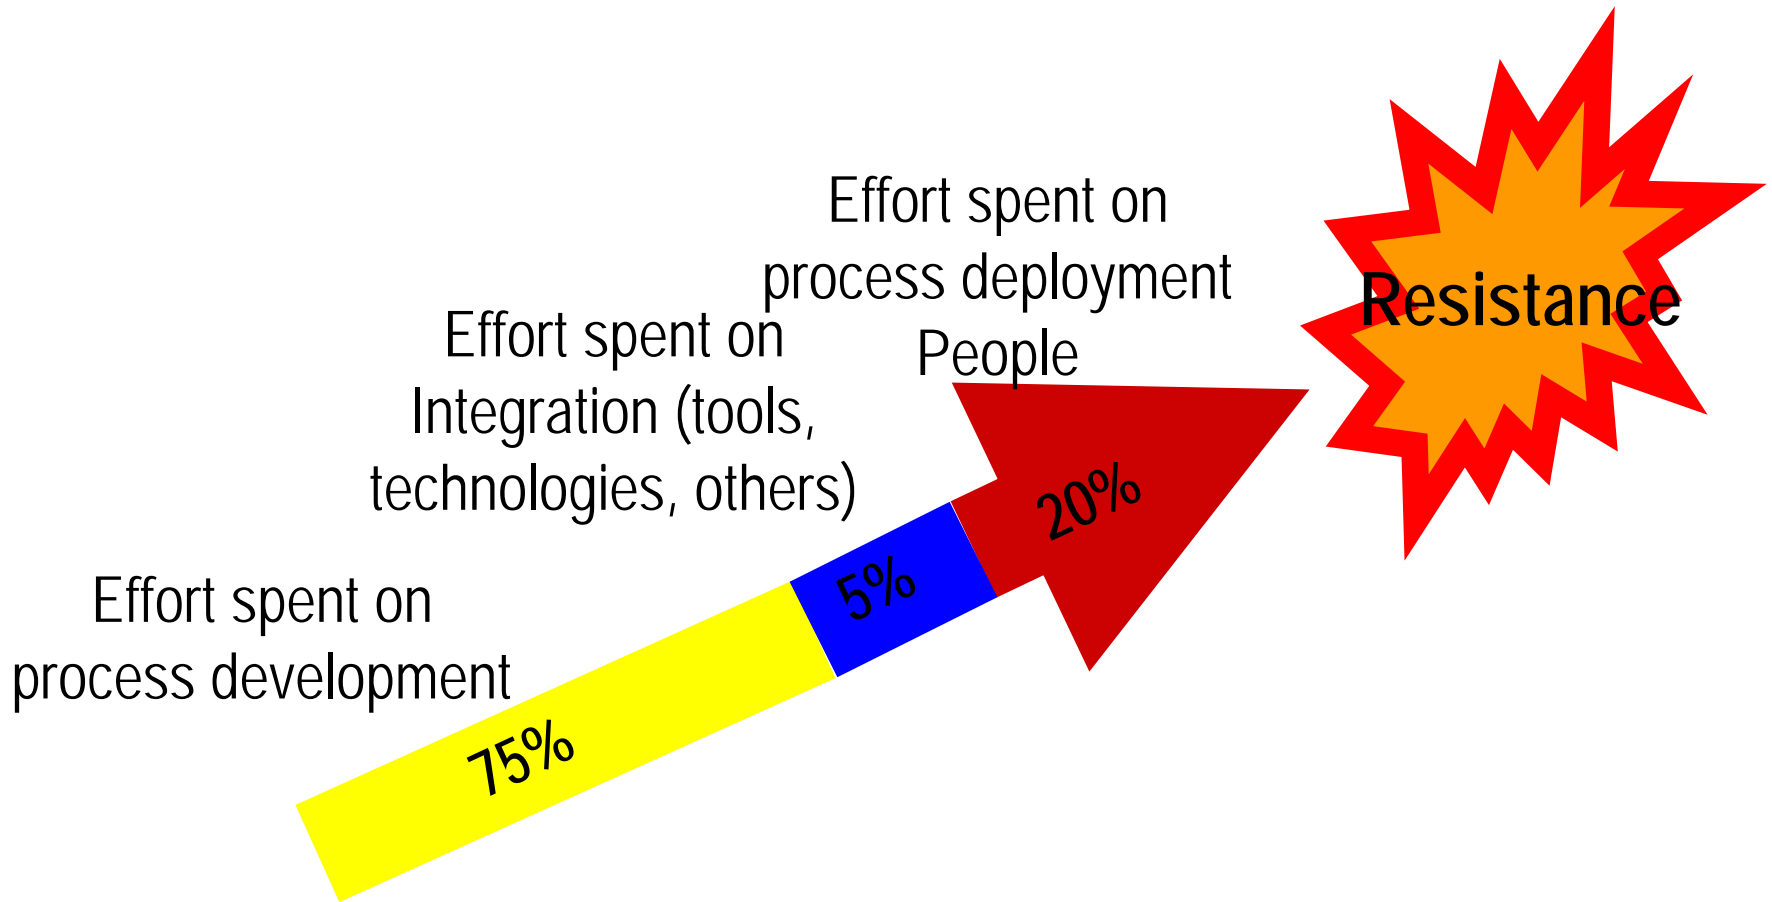 Effort spent on
process deployment
People
Resistance
Effort spent on
Integration (tools,
technologies, others)
20%
5%
Effort spent on
process development
75%